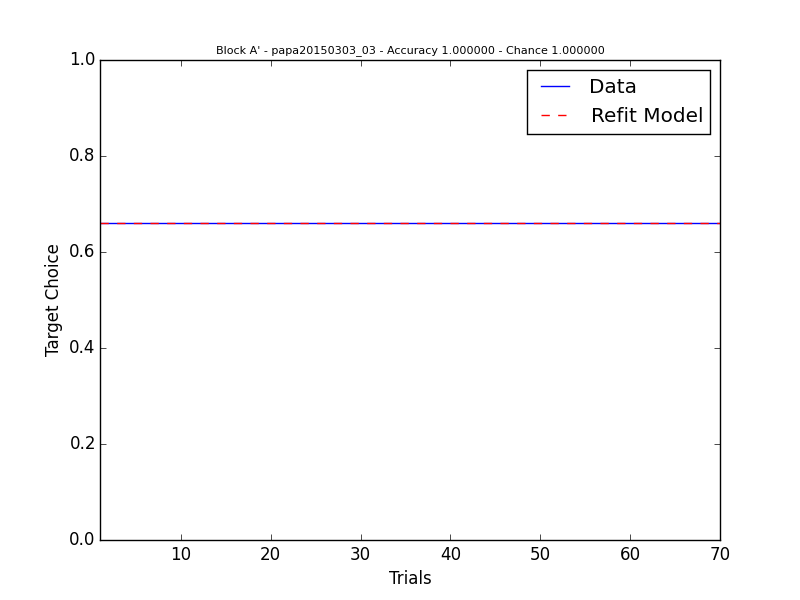 Block A' - papa20150303_03 - Accuracy 1.000000 - Chance 1.000000
Data
Refit Model
1.0
0.8
0.6
0.4
0.2
0.0
Target Choice
10 20 30 40 50 60 70
Trials